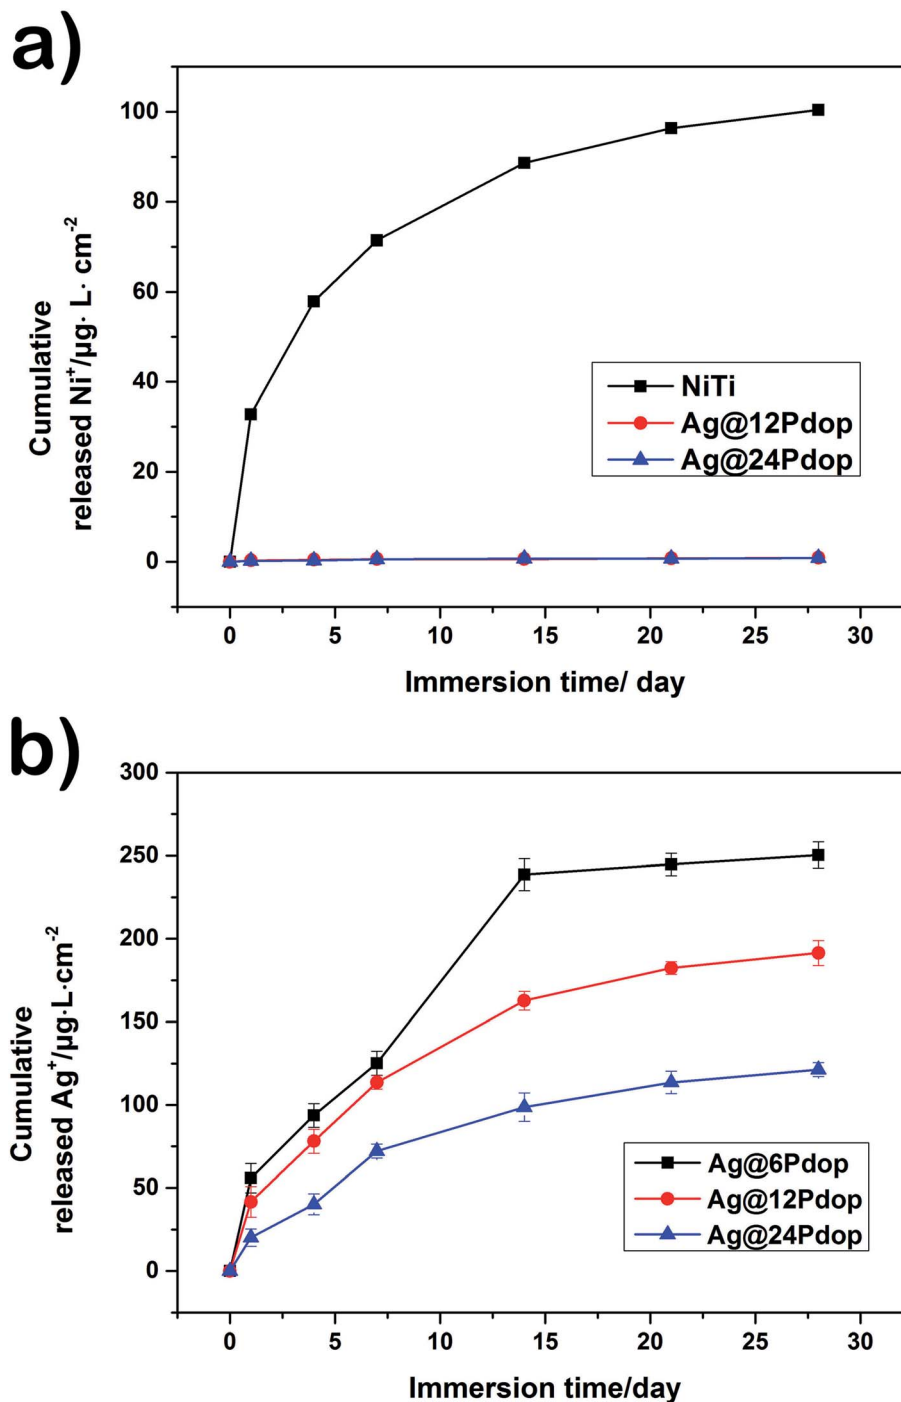 a)
100
80
60
40
20
0
Cumulative
released Ni⁺/μg· L· cm⁻²
NiTi
Ag@12Pdop
Ag@24Pdop
0 5 10 15 20 25 30
Immersion time/ day
b)
300
250
200
150
100
50
0
Cumulative
released Ag⁺/μg·L·cm⁻²
Ag@6Pdop
Ag@12Pdop
Ag@24Pdop
0 5 10 15 20 25 30
Immersion time/day